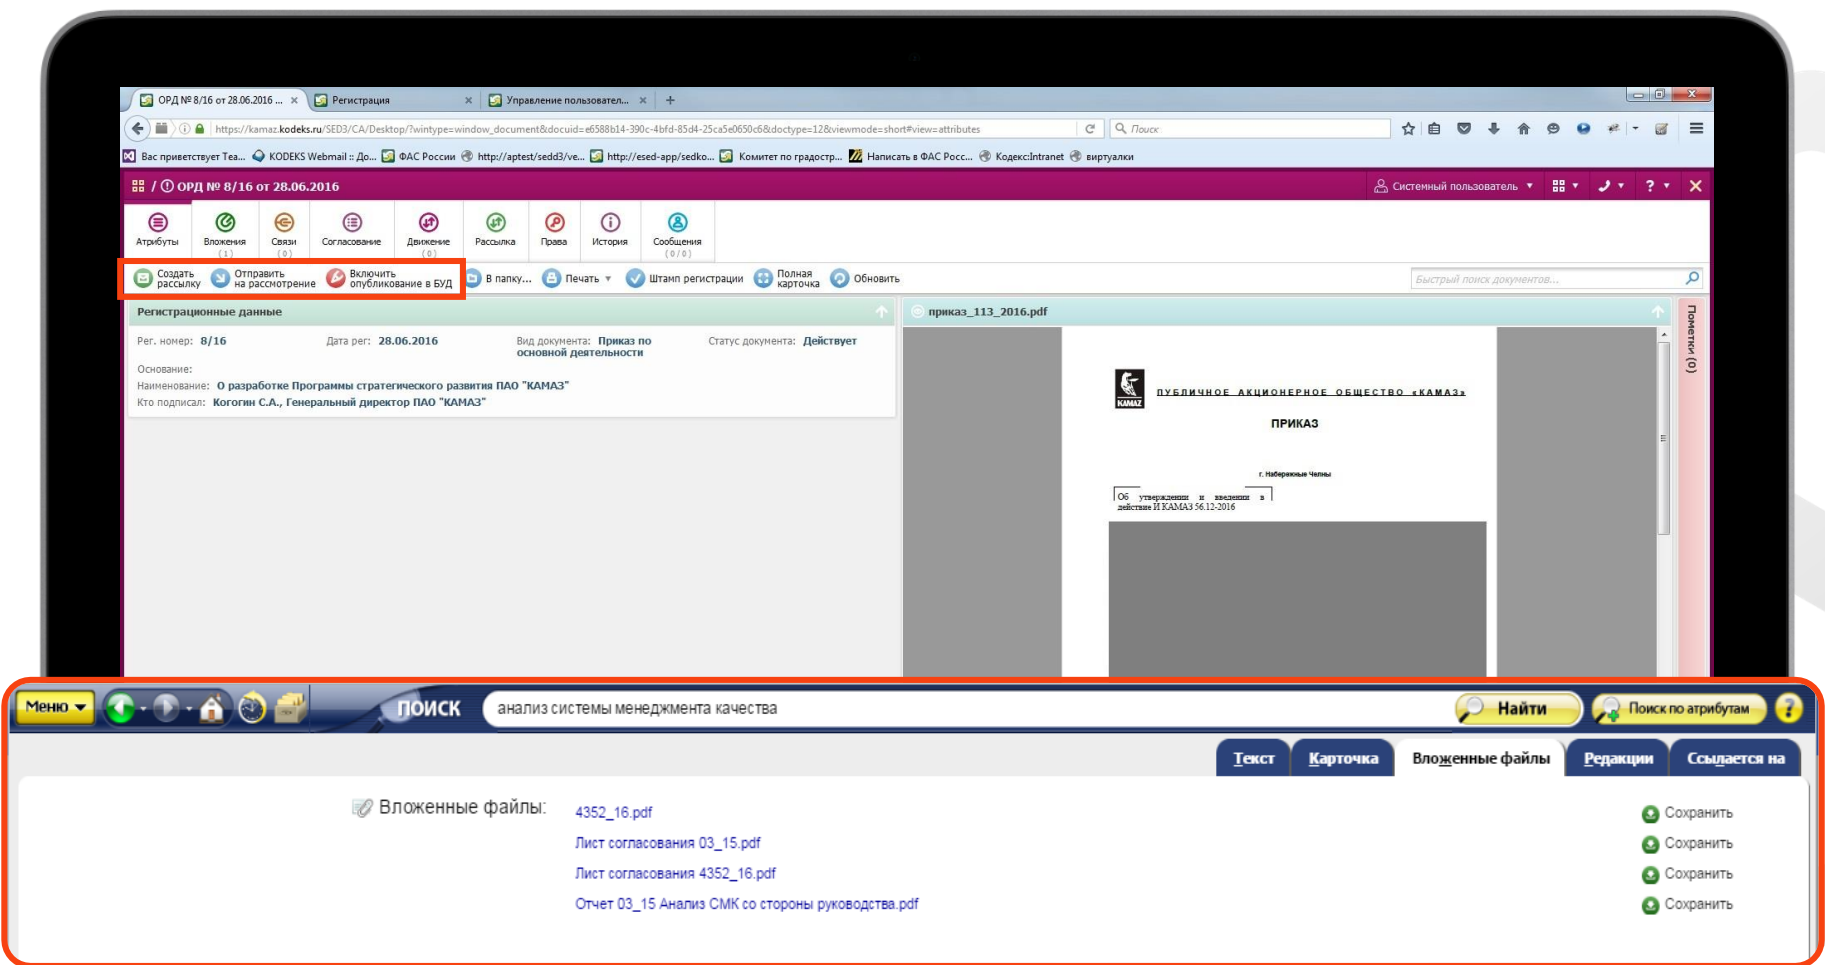 ОРД № 8/16 от 28.06.2016 ... × Регистрация × Управление пользовател... × +
https://kamaz.kodeks.ru/SED3/CA/Desktop/?wintype=window_document&docuid=e6588b14-390c-4bfd-85d4-25ca5e0650c6&doctype=12&viewmode=short#view=attributes Поиск
Вас приветствует Tea... KODEKS Webmail :: До... ФАС России http://aptest/sedd3/ve... http://esed-app/sedko... Комитет по градостр... Написать в ФАС Росс... Кодекс:Intranet виртуалки
/ ОРД № 8/16 от 28.06.2016 Системный пользователь ?
Атрибуты Вложения Связи Согласование Движение Рассылка Права История Сообщения
(1) (0) (0) (0/0)
Создать рассылку Отправить на рассмотрение Включить опубликование в БУД В папку... Печать Штамп регистрации Полная карточка Обновить Быстрый поиск документов...
Регистрационные данные
Рег. номер: 8/16 Дата рег: 28.06.2016 Вид документа: Приказ по основной деятельности Статус документа: Действует
Основание:
Наименование: О разработке Программы стратегического развития ПАО "КАМАЗ"
Кто подписал: Когогин С.А., Генеральный директор ПАО "КАМАЗ"
приказ_113_2016.pdf
Пометки (0)
КАМАZ
ПУБЛИЧНОЕ АКЦИОНЕРНОЕ ОБЩЕСТВО «КАМАЗ»
ПРИКАЗ
г. Набережные Челны
Об утверждении и введении в
действие И КАМАЗ 56.12-2016
Меню ПОИСК анализ системы менеджмента качества Найти Поиск по атрибутам ?
Текст Карточка Вложенные файлы Редакции Ссылается на
Вложенные файлы:
4352_16.pdf Сохранить
Лист согласования 03_15.pdf Сохранить
Лист согласования 4352_16.pdf Сохранить
Отчет 03_15 Анализ СМК со стороны руководства.pdf Сохранить